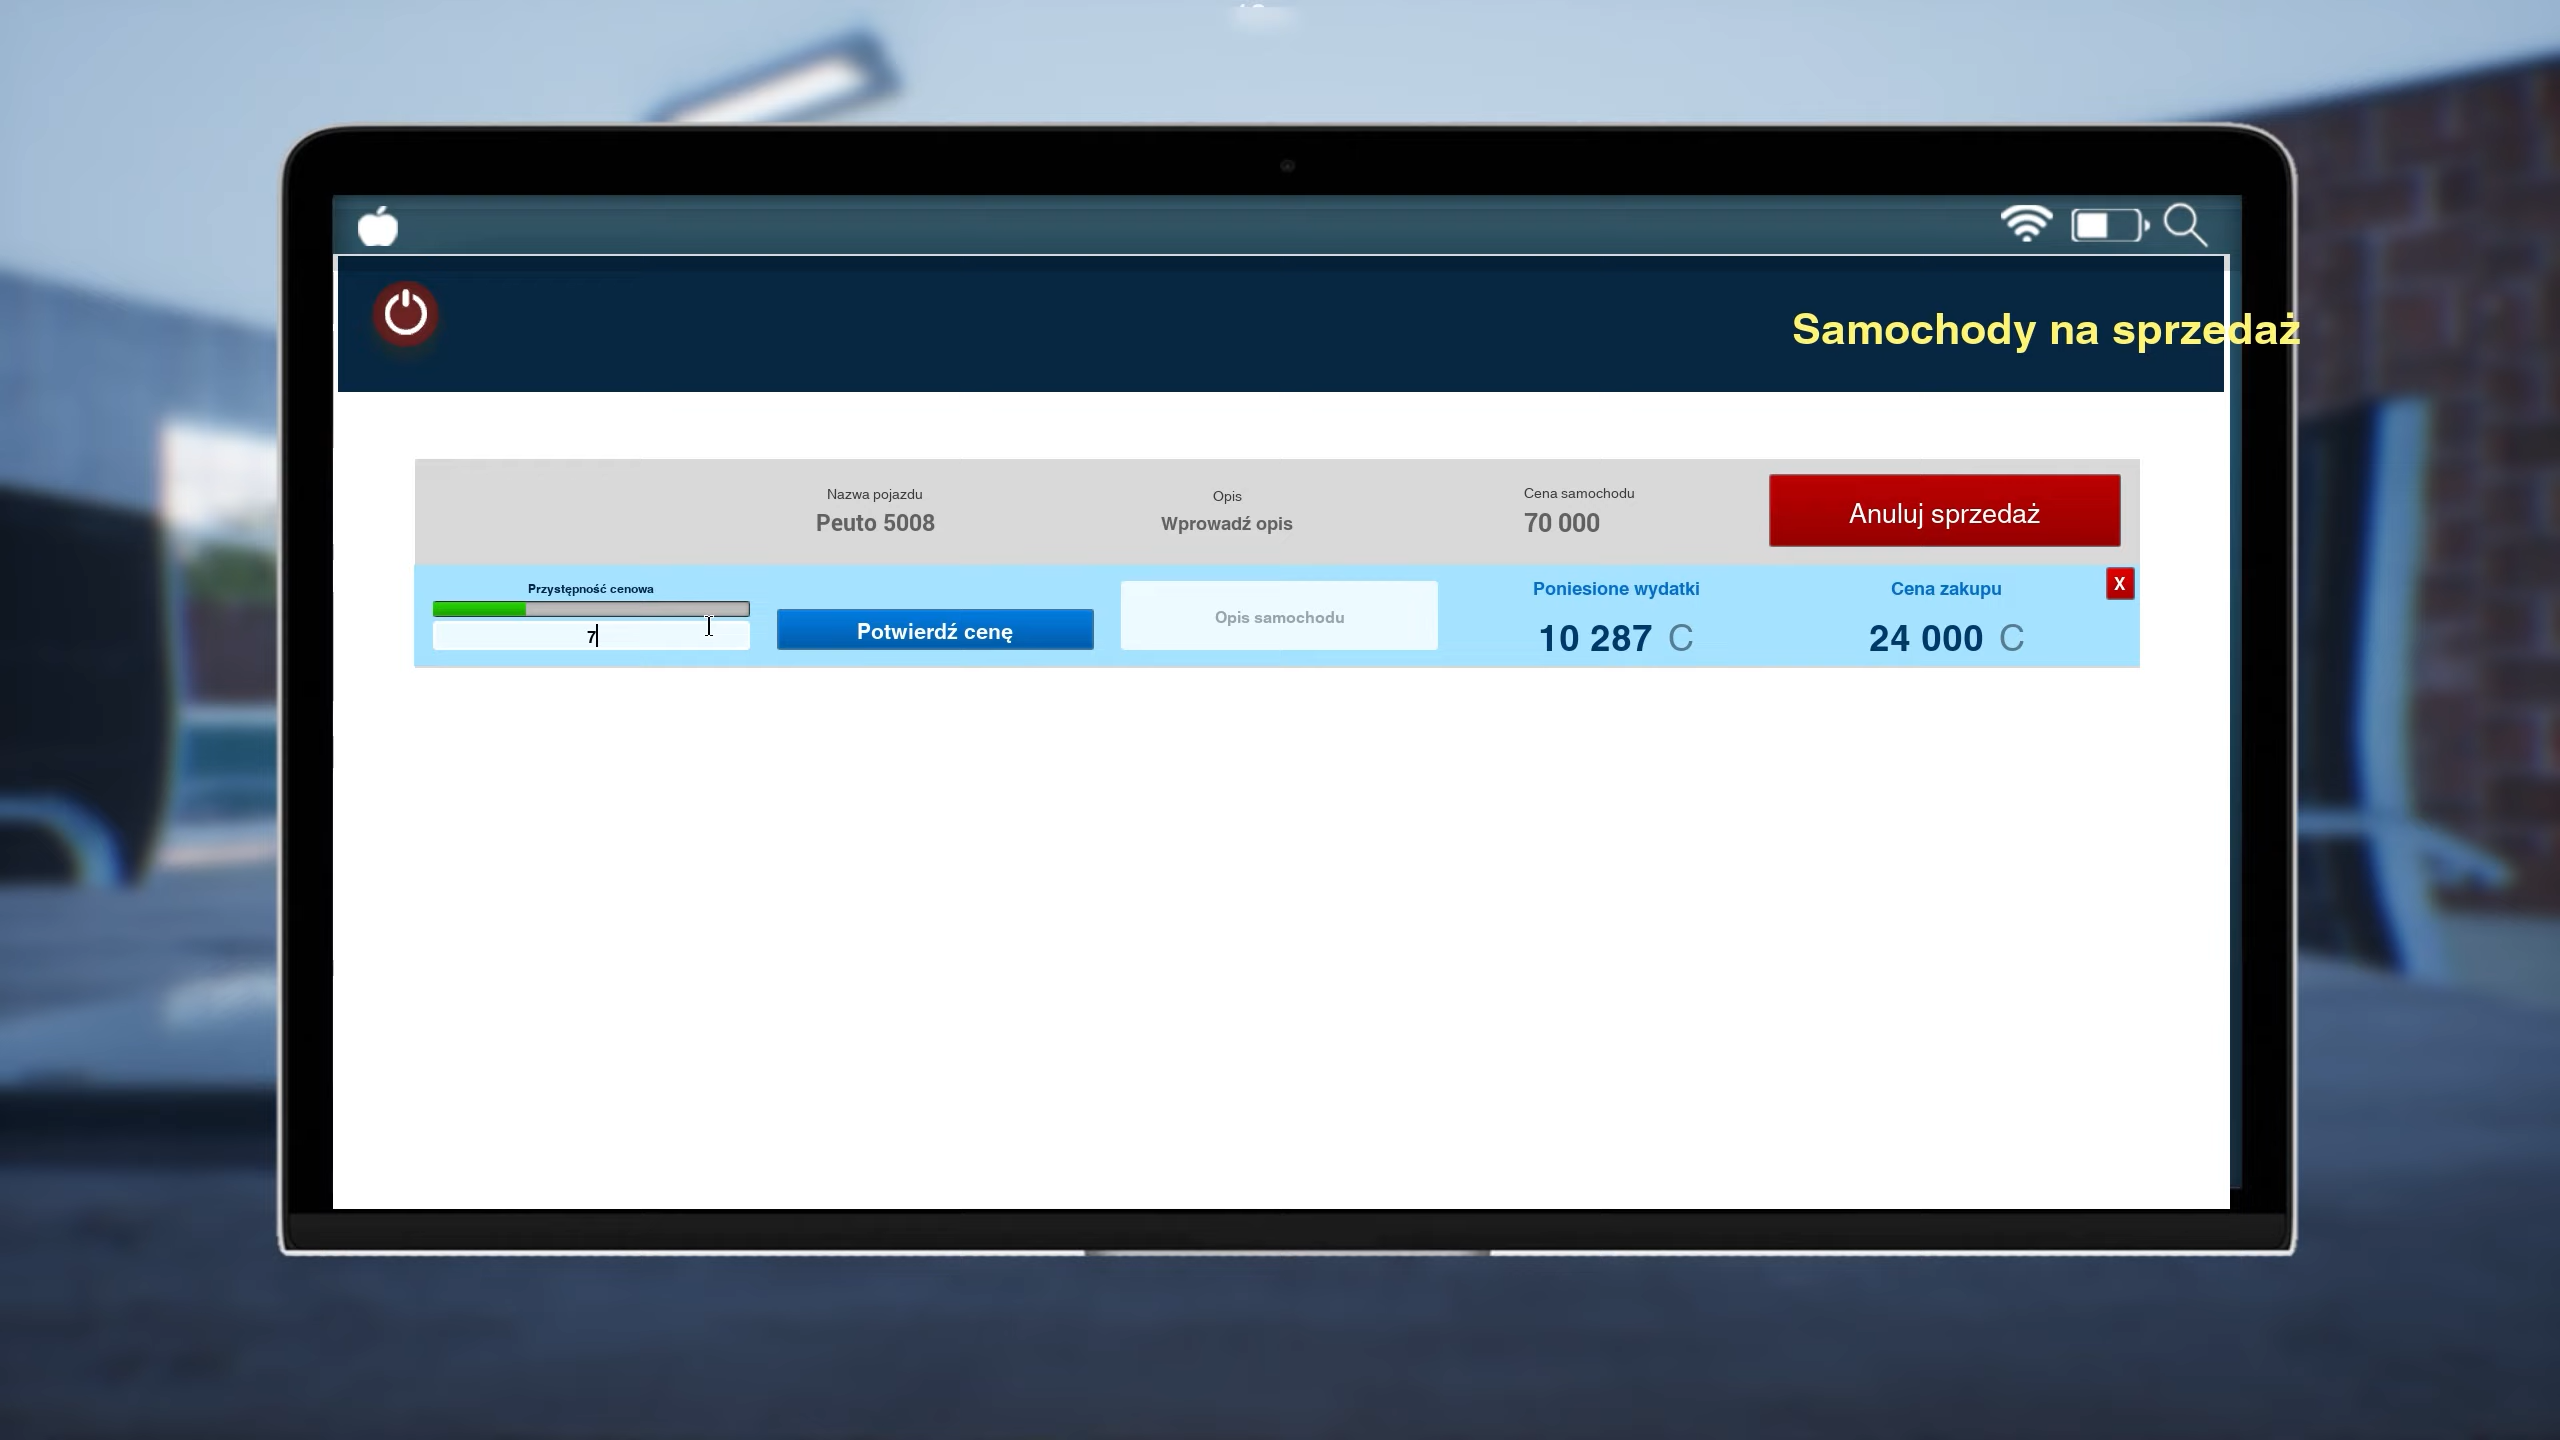 Samochody na sprzedaż
Nazwa pojazdu
Peuto 5008
Opis
Wprowadź opis
Cena samochodu
70 000
Anuluj sprzedaż
Przystępność cenowa
7
Potwierdź cenę
Opis samochodu
Poniesione wydatki
10 287 C
Cena zakupu
24 000 C
X